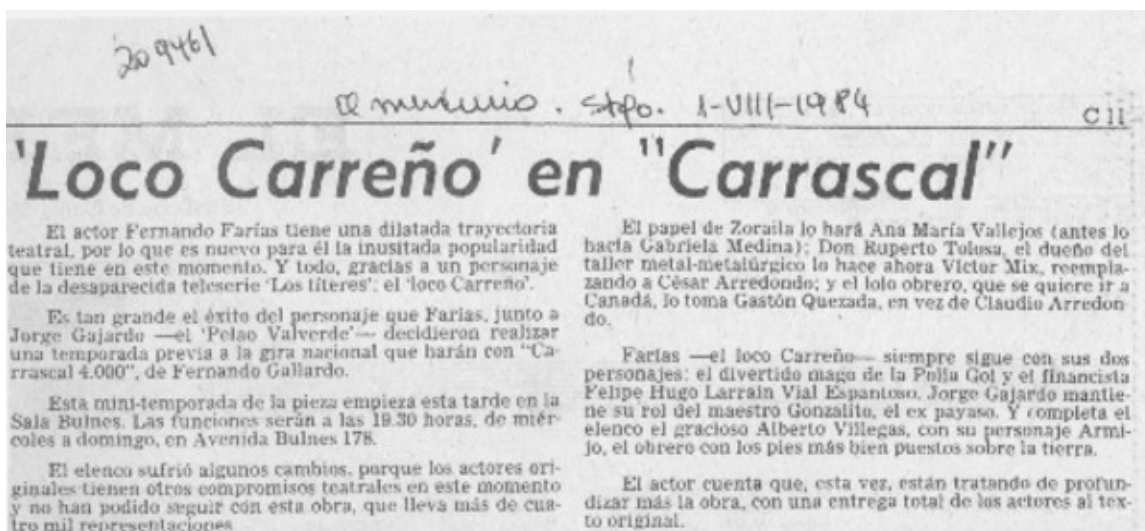 209461
El mercurio. Stgo. 1-VIII-1984
C 11
'Loco Carreño' en "Carrascal"
El actor Fernando Farías tiene una dilatada trayectoria
teatral, por lo que es nuevo para él la inusitada popularidad
que tiene en este momento. Y todo, gracias a un personaje
de la desaparecida teleserie 'Los títeres': el 'loco Carreño'.
Es tan grande el éxito del personaje que Farías, junto a
Jorge Gajardo —el 'Pelao Valverde'— decidieron realizar
una temporada previa a la gira nacional que harán con "Ca-
rrascal 4.000", de Fernando Gallardo.
Esta mini-temporada de la pieza empieza esta tarde en la
Sala Bulnes. Las funciones serán a las 19.30 horas, de miér-
coles a domingo, en Avenida Bulnes 178.
El elenco sufrió algunos cambios, porque los actores ori-
ginales tienen otros compromisos teatrales en este momento
y no han podido seguir con esta obra, que lleva más de cua-
tro mil representaciones
El papel de Zoraila lo hará Ana María Vallejos (antes lo
hacía Gabriela Medina); Don Ruperto Tolosa, el dueño del
taller metal-metalúrgico lo hace ahora Víctor Mix, reempla-
zando a César Arredondo; y el lolo obrero, que se quiere ir a
Canadá, lo toma Gastón Quezada, en vez de Claudio Arredon-
do.
Farías —el loco Carreño— siempre sigue con sus dos
personajes: el divertido mago de la Polla Gol y el financista
Felipe Hugo Larraín Vial Espantoso. Jorge Gajardo mantie-
ne su rol del maestro Gonzalito, el ex payaso. Y completa el
elenco el gracioso Alberto Villegas, con su personaje Armi-
jo, el obrero con los pies más bien puestos sobre la tierra.
El actor cuenta que, esta vez, están tratando de profun-
dizar más la obra, con una entrega total de los actores al tex-
to original.